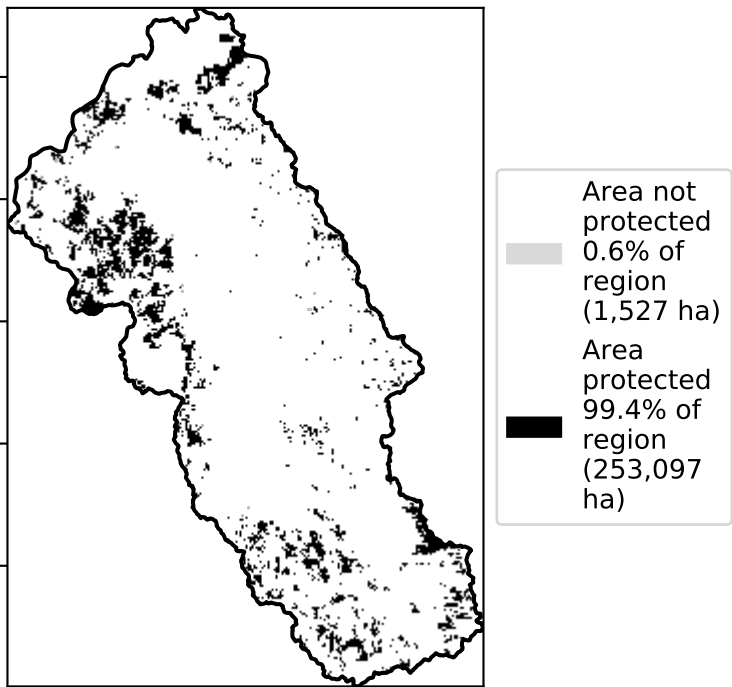 Area not
protected
0.6% of
region
(1,527 ha)
Area
protected
99.4% of
region
(253,097
ha)